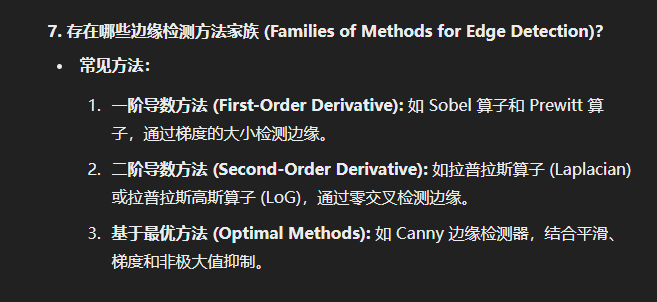 7. 存在哪些边缘检测方法家族 (Families of Methods for Edge Detection)?
• 常见方法：
1. 一阶导数方法 (First-Order Derivative): 如 Sobel 算子和 Prewitt 算
子，通过梯度的大小检测边缘。
2. 二阶导数方法 (Second-Order Derivative): 如拉普拉斯算子 (Laplacian)
或拉普拉斯高斯算子 (LoG)，通过零交叉检测边缘。
3. 基于最优方法 (Optimal Methods): 如 Canny 边缘检测器，结合平滑、
梯度和非极大值抑制。